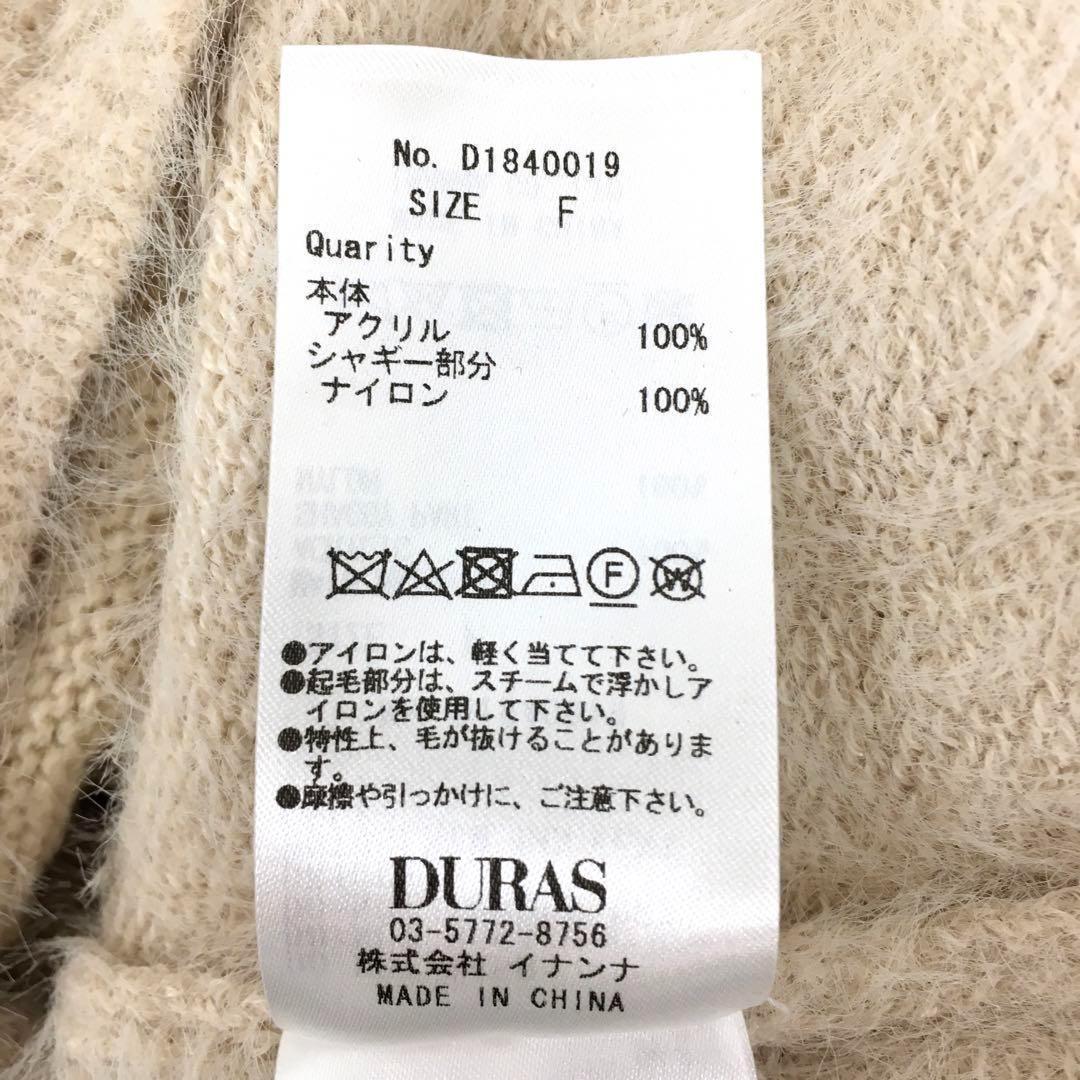 No. D1840019
SIZE F
Quarity
本体
アクリル 100%
シャギー部分
ナイロン 100%
F W
●アイロンは、軽く当てて下さい。
●起毛部分は、スチームで浮かしア
イロンを使用して下さい。
●特性上、毛が抜けることがありま
す。
●摩擦や引っかけに、ご注意下さい。
DURAS
03-5772-8756
株式会社 イナンナ
MADE IN CHINA